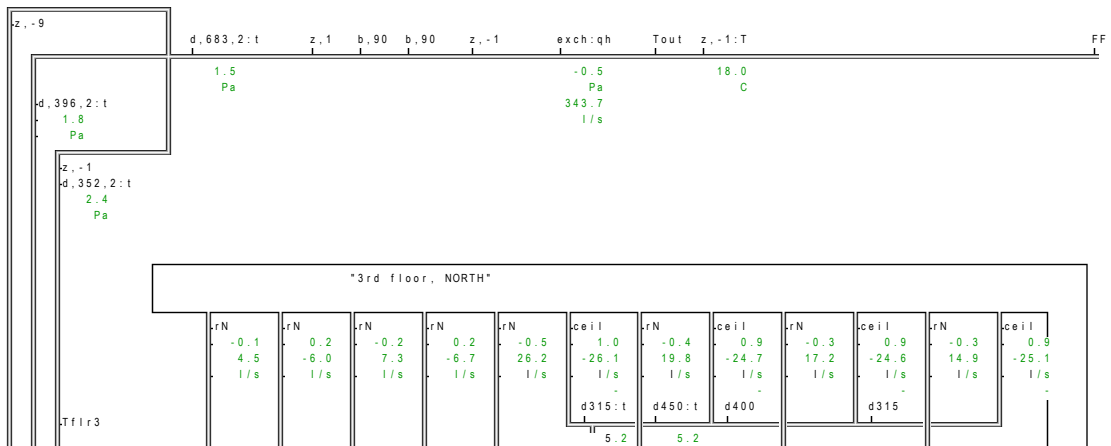 z,-9
d,683,2:t z,1 b,90 b,90 z,-1 exch:qh Tout z,-1:T FF
1.5 -0.5 18.0
Pa Pa C
d,396,2:t 343.7
1.8 l/s
Pa
z,-1
d,352,2:t
2.4
Pa
"3rd floor, NORTH"
rN rN rN rN rN ceil rN ceil rN ceil rN ceil
-0.1 0.2 -0.2 0.2 -0.5 1.0 -0.4 0.9 -0.3 0.9 -0.3 0.9
4.5 -6.0 7.3 -6.7 26.2 -26.1 19.8 -24.7 17.2 -24.6 14.9 -25.1
l/s l/s l/s l/s l/s l/s l/s l/s l/s l/s l/s l/s
- - - -
d315:t d450:t d400 d315
Tflr3
5.2 5.2